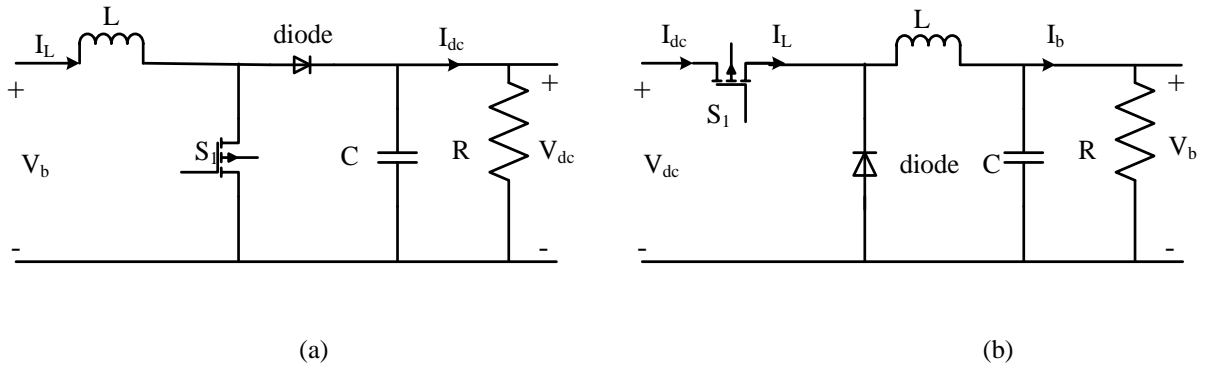 L
I_L
diode
I_dc
+
+
S_1
C
R
V_b
V_dc
-
-
(a)
I_dc
I_L
L
I_b
+
+
S_1
V_dc
diode
C
R
V_b
-
-
(b)